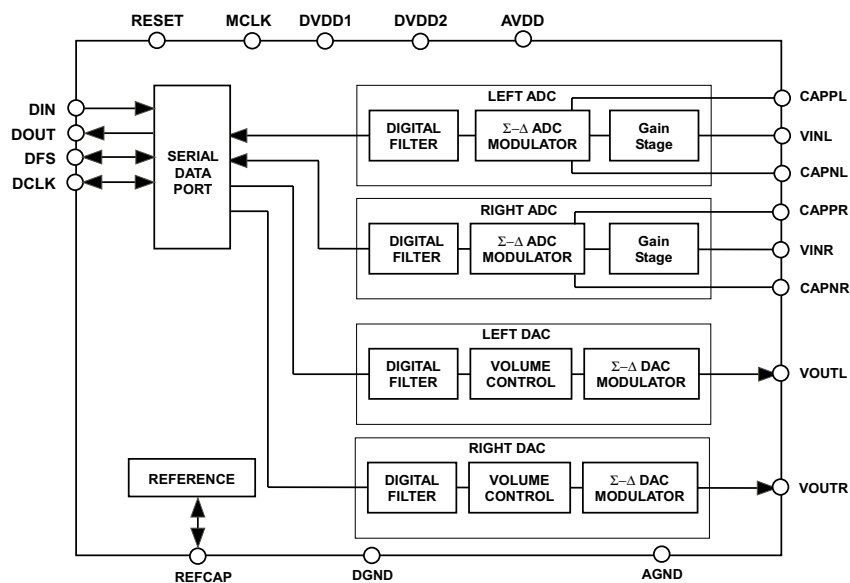 RESET
MCLK
DVDD1
DVDD2
AVDD
DIN
DOUT
DFS
DCLK
SERIAL
DATA
PORT
LEFT ADC
DIGITAL
FILTER
Σ–Δ ADC
MODULATOR
Gain
Stage
CAPPL
VINL
CAPNL
RIGHT ADC
DIGITAL
FILTER
Σ–Δ ADC
MODULATOR
Gain
Stage
CAPPR
VINR
CAPNR
LEFT DAC
DIGITAL
FILTER
VOLUME
CONTROL
Σ–Δ DAC
MODULATOR
VOUTL
RIGHT DAC
DIGITAL
FILTER
VOLUME
CONTROL
Σ–Δ DAC
MODULATOR
VOUTR
REFERENCE
REFCAP
DGND
AGND